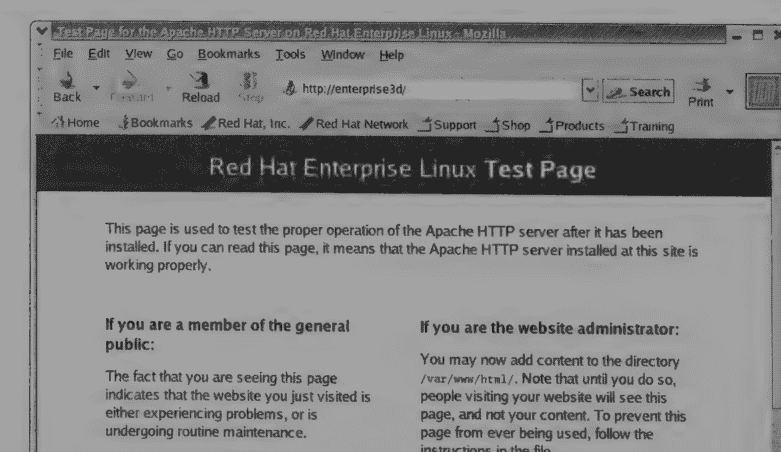 Test Page for the Apache HTTP Server on Red Hat Enterprise Linux - Mozilla
File Edit View Go Bookmarks Tools Window Help
http://enterprise3d/ Search
Back Forward Reload Stop Print
Home Bookmarks Red Hat, Inc. Red Hat Network Support Shop Products Training
Red Hat Enterprise Linux Test Page
This page is used to test the proper operation of the Apache HTTP server after it has been
installed. If you can read this page, it means that the Apache HTTP server installed at this site is
working properly.
If you are a member of the general
public:
The fact that you are seeing this page
indicates that the website you just visited is
either experiencing problems, or is
undergoing routine maintenance.
If you are the website administrator:
You may now add content to the directory
/var/www/html/. Note that until you do so,
people visiting your website will see this
page, and not your content. To prevent this
page from ever being used, follow the
instructions in the file